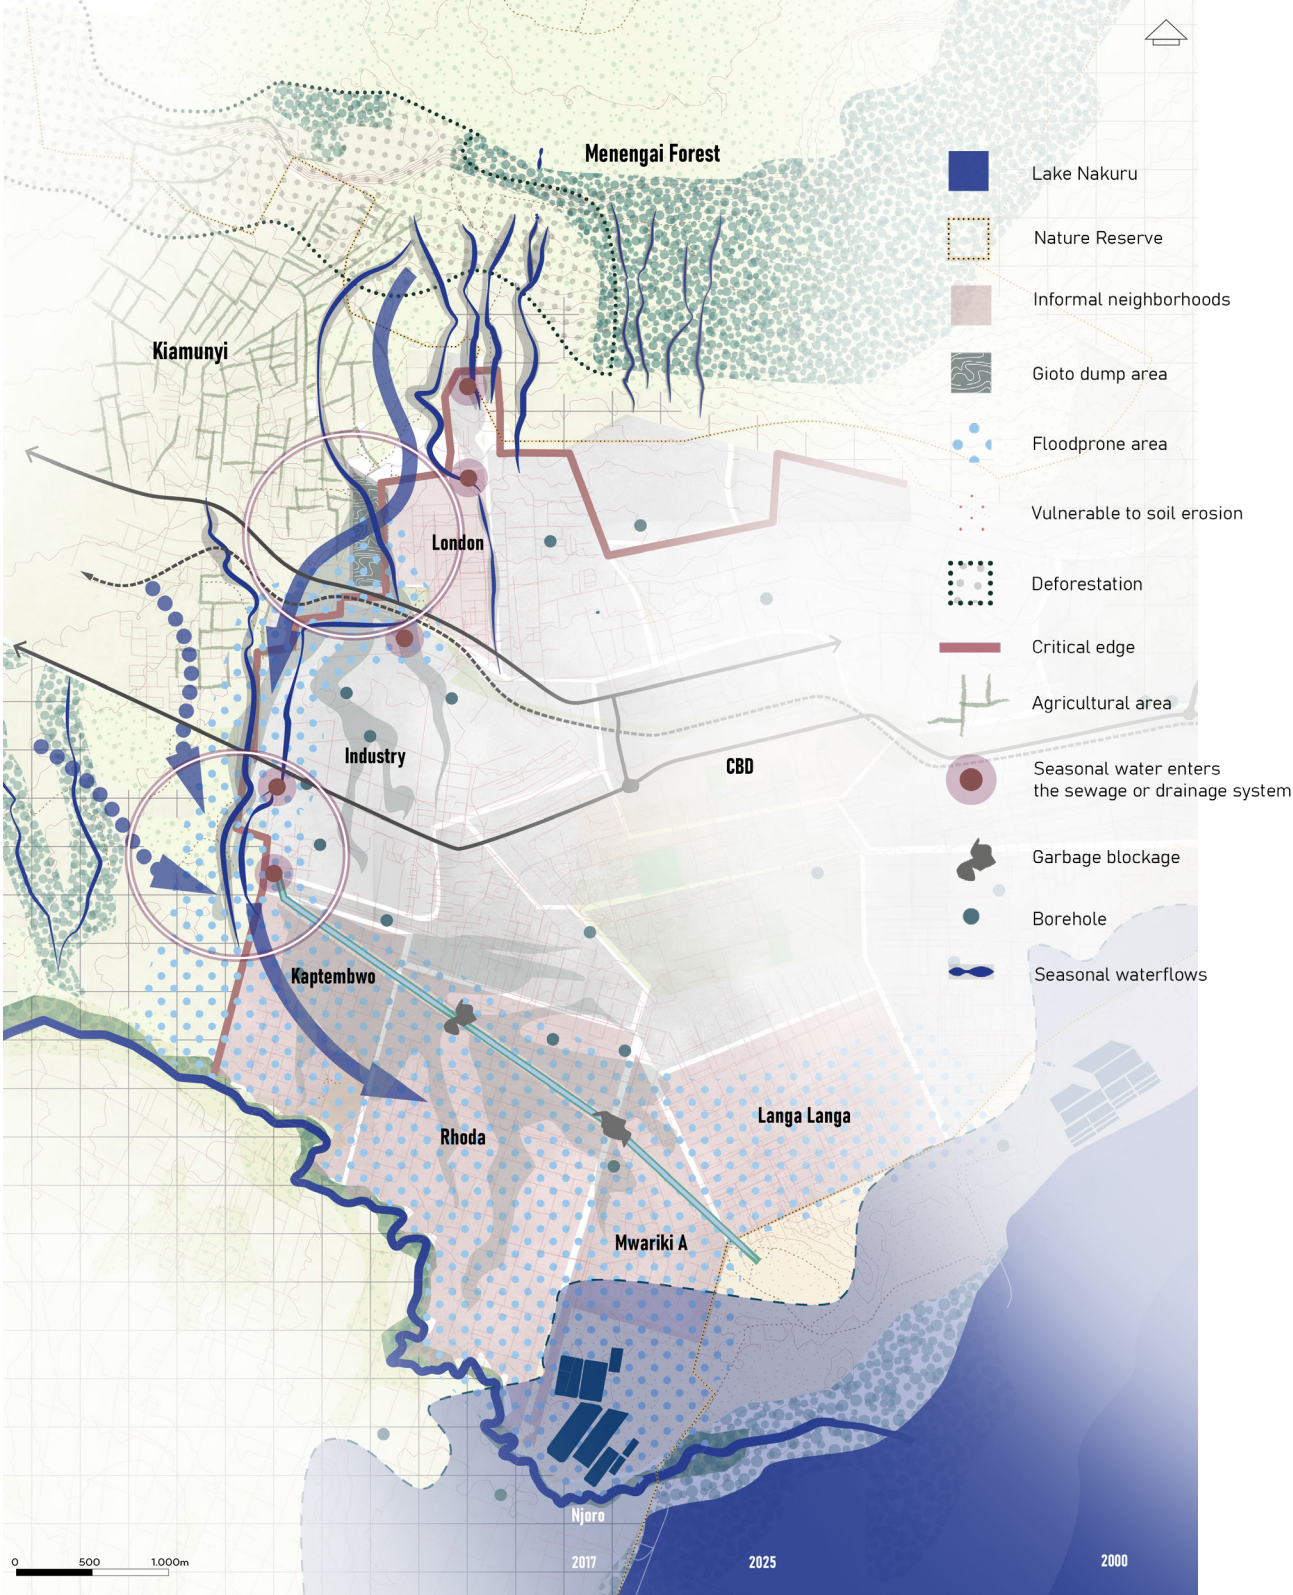 Menengai Forest
Kiamunyi
London
Industry
CBD
Kaptembwo
Rhoda
Langa Langa
Mwariki A
Njoro
2017
2025
2000
0
500
1.000m
Lake Nakuru
Nature Reserve
Informal neighborhoods
Gioto dump area
Floodprone area
Vulnerable to soil erosion
Deforestation
Critical edge
Agricultural area
Seasonal water enters
the sewage or drainage system
Garbage blockage
Borehole
Seasonal waterflows